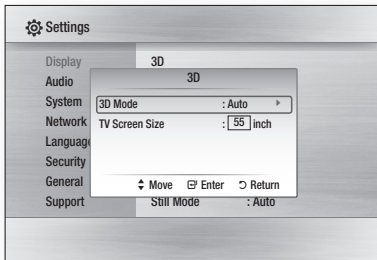 Settings
Display
3D
Audio
System
Network
Language
Security
General
Support
3D
3D Mode : Auto
TV Screen Size : 55 inch
Move Enter Return
Still Mode : Auto